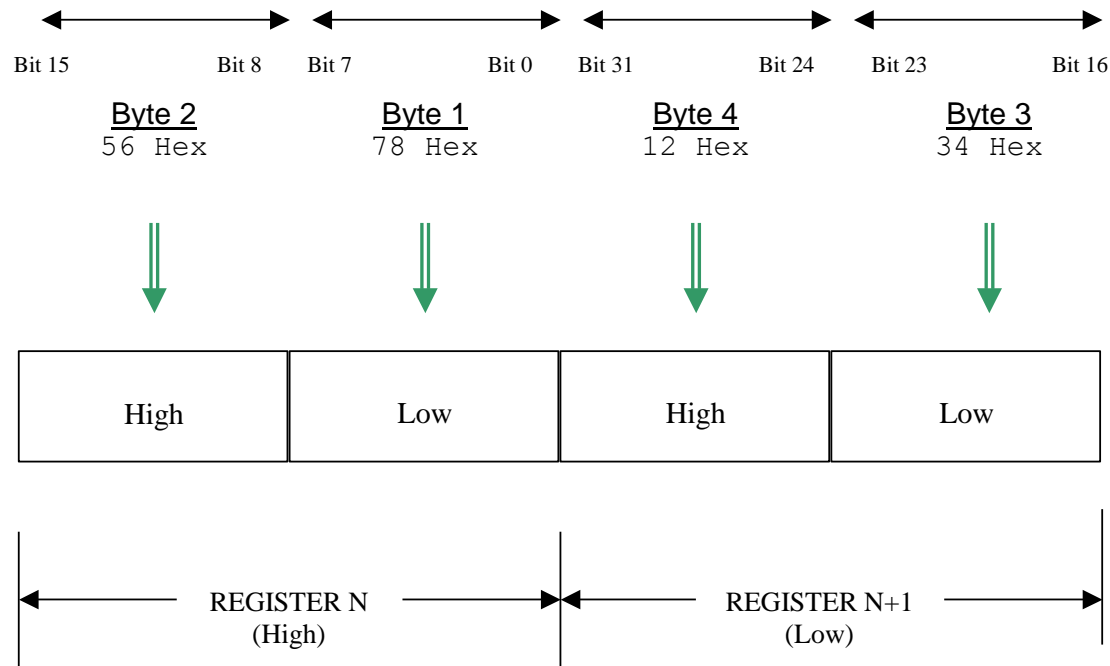 Bit 15 Bit 8 Bit 7 Bit 0 Bit 31 Bit 24 Bit 23 Bit 16
Byte 2 Byte 1 Byte 4 Byte 3
56 Hex 78 Hex 12 Hex 34 Hex
High Low High Low
REGISTER N REGISTER N+1
(High) (Low)